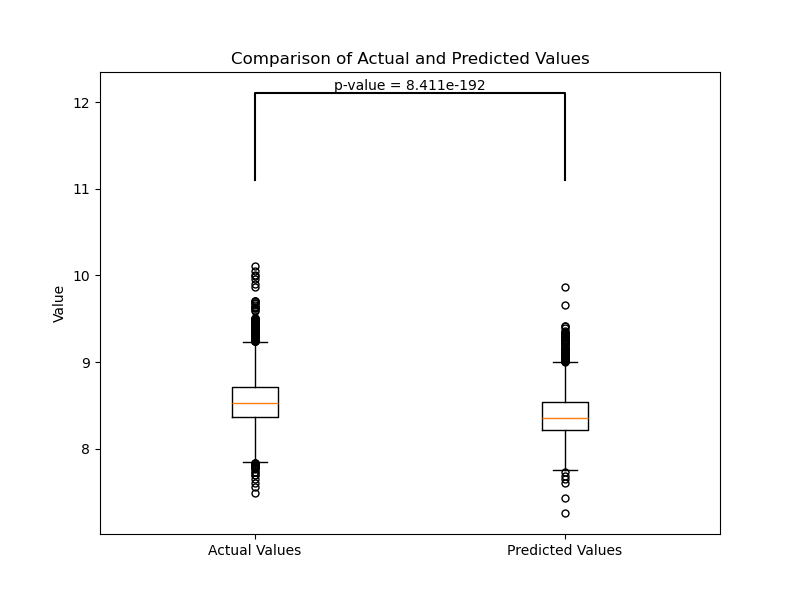 Comparison of Actual and Predicted Values
p-value = 8.411e-192
12
11
10
9
8
Value
Actual Values
Predicted Values